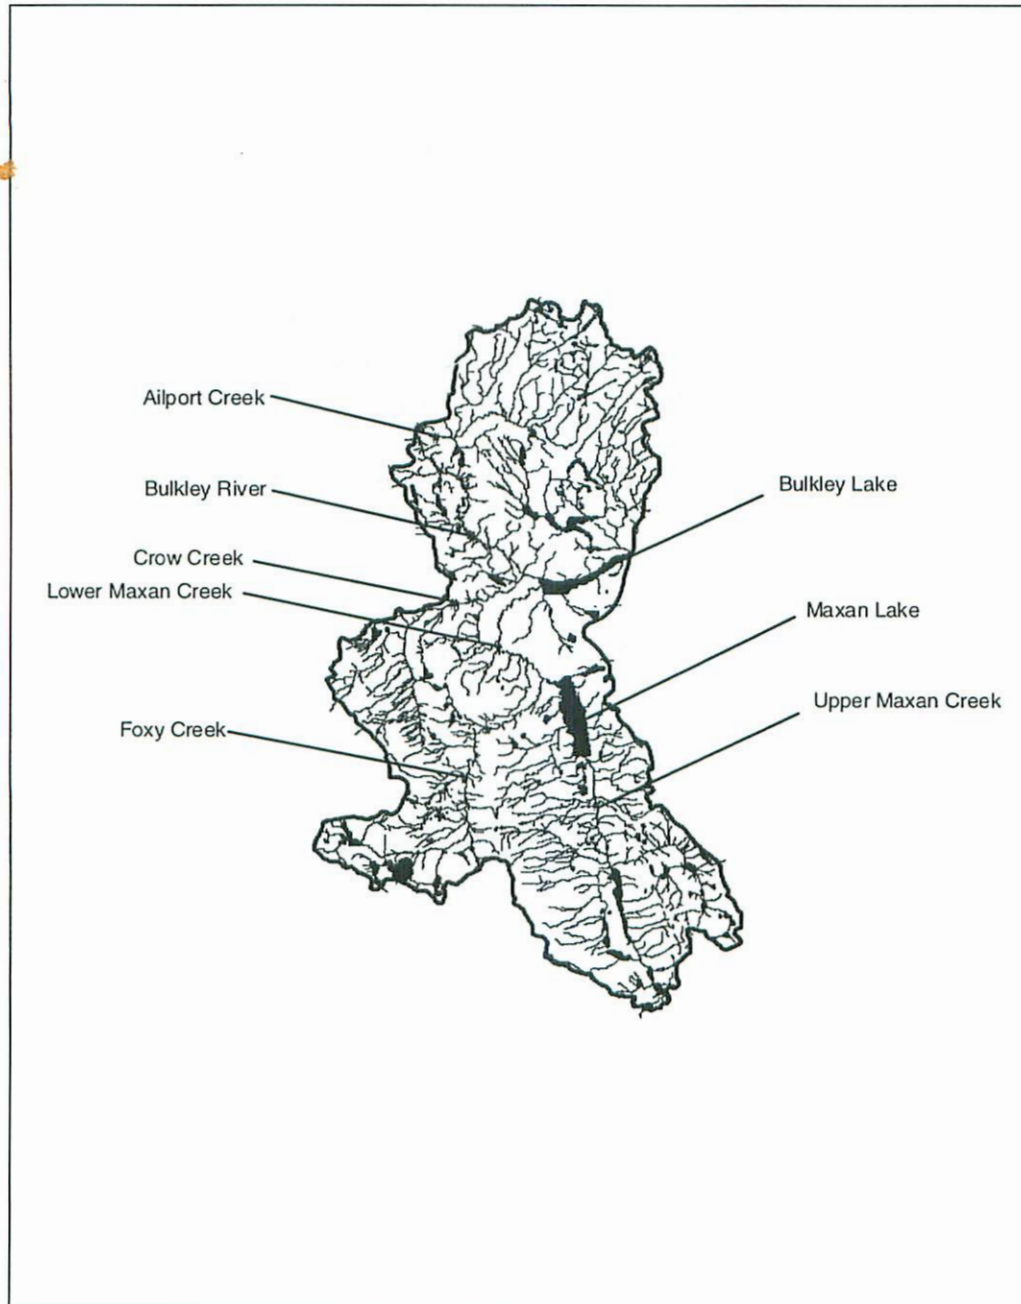 Ailport Creek
Bulkley River
Bulkley Lake
Crow Creek
Lower Maxan Creek
Maxan Lake
Upper Maxan Creek
Foxy Creek